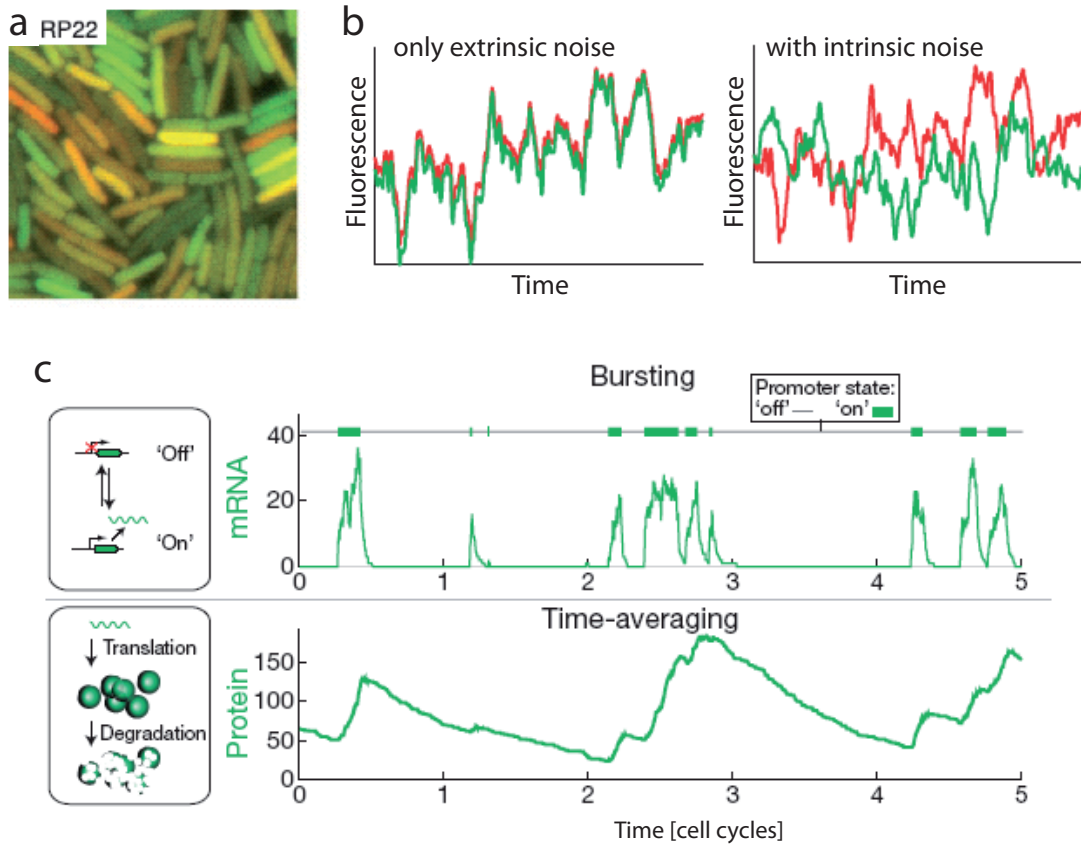 a
RP22
b
only extrinsic noise
Fluorescence
Time
with intrinsic noise
Fluorescence
Time
c
Bursting
Promoter state:
'off' 'on'
'Off'
'On'
mRNA
40
20
0
0 1 2 3 4 5
Time-averaging
Translation
Degradation
Protein
150
100
50
0
0 1 2 3 4 5
Time [cell cycles]